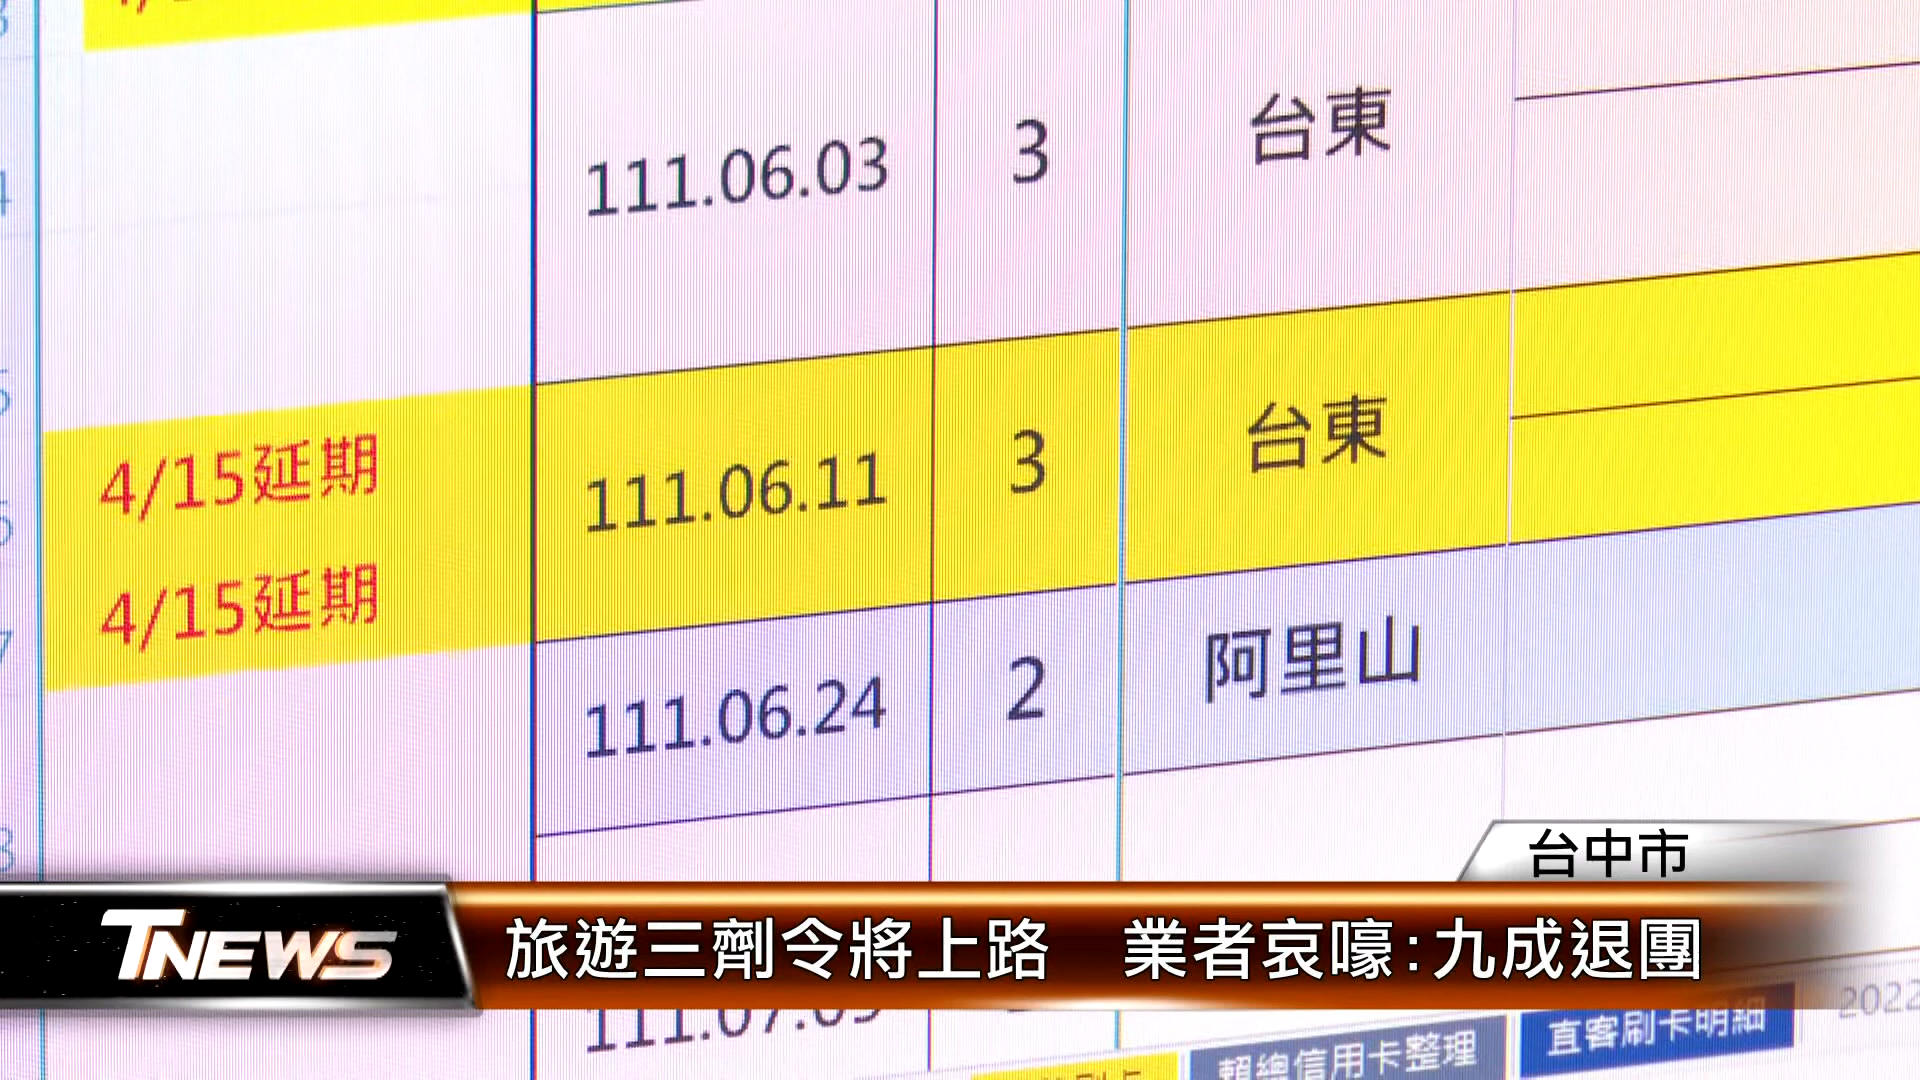 111.06.03 3 台東
4/15延期
111.06.11 3 台東
4/15延期
111.06.24 2 阿里山
台中市
TNEWS 旅遊三劑令將上路 業者哀嚎:九成退團
賴總信用卡整理 直客刷卡明細 2022